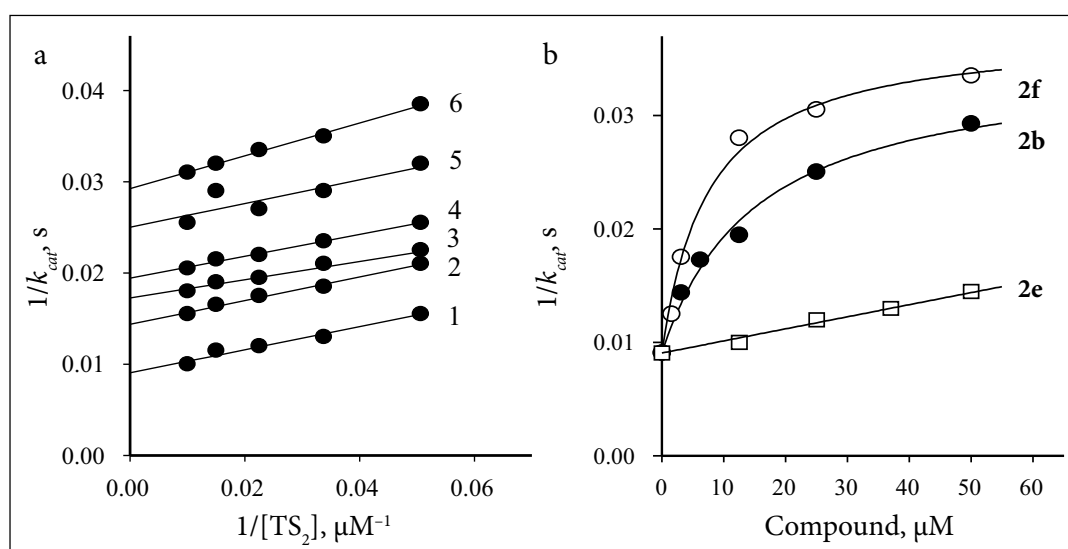 a
1/k_cat, s
0.04
0.03
0.02
0.01
0.00
6
5
4
3
2
1
0.00 0.02 0.04 0.06
1/[TS₂], μM⁻¹
b
1/k_cat, s
0.03
0.02
0.01
0.00
2f
2b
2e
0 10 20 30 40 50 60
Compound, μM